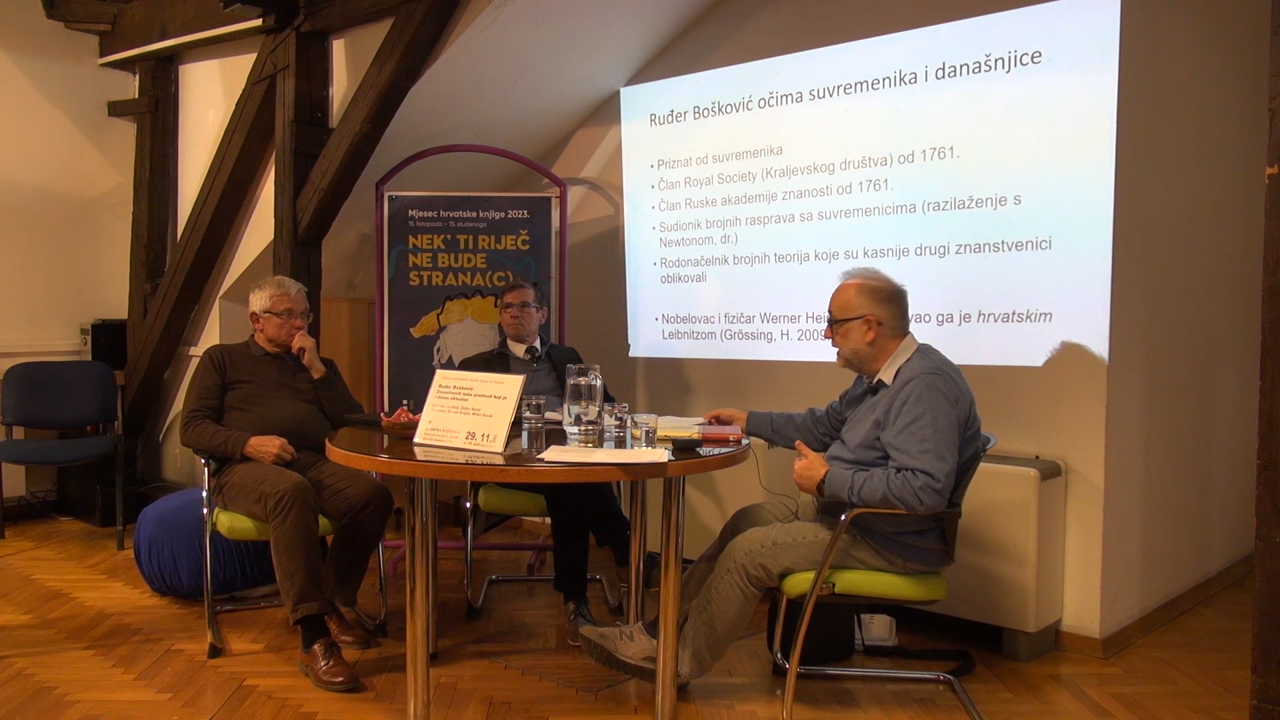 Ruđer Bošković očima suvremenika i današnjice
• Priznat od suvremenika
• Član Royal Society (Kraljevskog društva) od 1761.
• Član Ruske akademije znanosti od 1761.
• Sudionik brojnih rasprava sa suvremenicima (razilaženje s
Newtonom, dr.)
• Rodonačelnik brojnih teorija koje su kasnije drugi znanstvenici
oblikovali
• Nobelovac i fizičar Werner vao ga je hrvatskim
Leibnitzom (Grössing, H. 2009
Mjesec hrvatske knjige 2023.
15. listopada – 15. studenoga
NEK' TI RIJEČ
NE BUDE
STRANA(C)
Ruđer Bošković
29. 11.
N